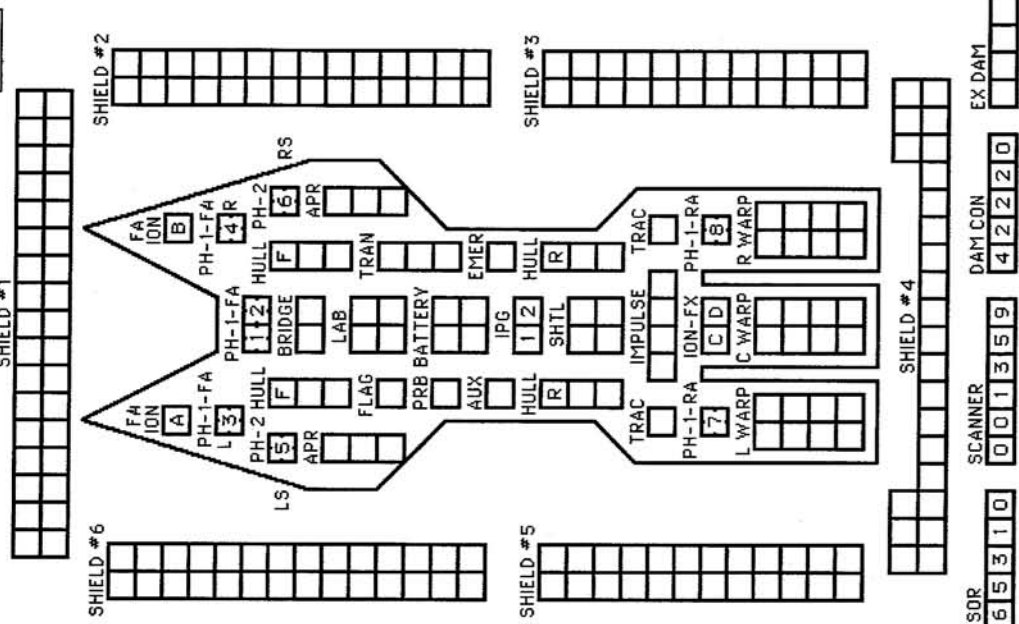 SHIELD #1
SHIELD #2
SHIELD #6
FA
ION
A
FA
ION
B
PH-1-FA
L 3
PH-1-FA
1 2
PH-1-FA
4 R
PH-2
5
LS
PH-2
6
RS
HULL
F
BRIDGE
HULL
F
APR
APR
LAB
FLAG
TRAN
PRB
BATTERY
AUX
IPG
1 2
EMER
HULL
R
SHTL
HULL
R
SHIELD #5
SHIELD #3
TRAC
IMPULSE
TRAC
PH-1-RA
7
ION-FX
C D
PH-1-RA
8
L WARP
C WARP
R WARP
SHIELD #4
SOR
6 5 3 1 0
SCANNER
0 0 1 3 5 9
DAM CON
4 2 2 2 0
EX DAM